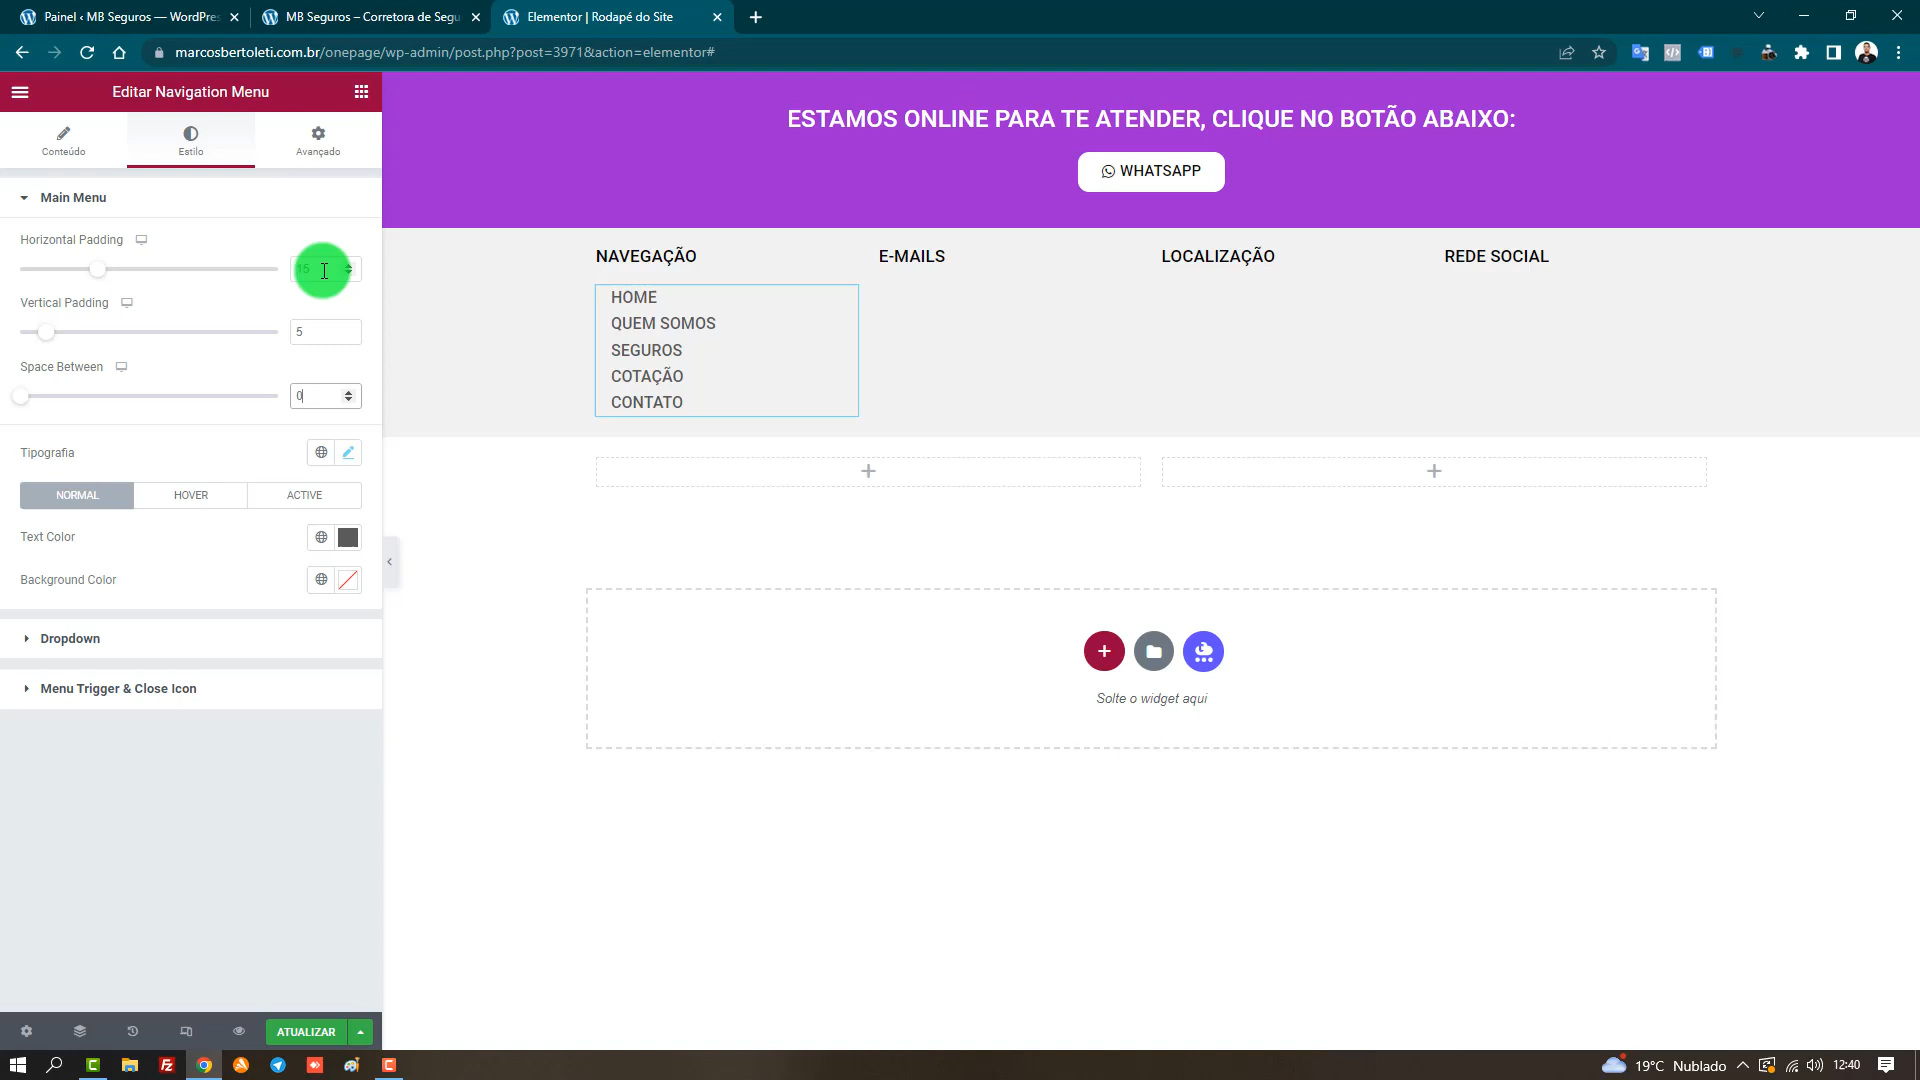 Painel ‹ MB Seguros — WordPres
MB Seguros – Corretora de Segu
Elementor | Rodapé do Site
marcosbertoleti.com.br/onepage/wp-admin/post.php?post=3971&action=elementor#
Editar Navigation Menu
Conteúdo
Estilo
Avançado
Main Menu
Horizontal Padding
15
Vertical Padding
5
Space Between
0
Tipografia
NORMAL
HOVER
ACTIVE
Text Color
Background Color
Dropdown
Menu Trigger & Close Icon
ATUALIZAR
ESTAMOS ONLINE PARA TE ATENDER, CLIQUE NO BOTÃO ABAIXO:
WHATSAPP
NAVEGAÇÃO
E-MAILS
LOCALIZAÇÃO
REDE SOCIAL
HOME
QUEM SOMOS
SEGUROS
COTAÇÃO
CONTATO
Solte o widget aqui
19°C Nublado
12:40